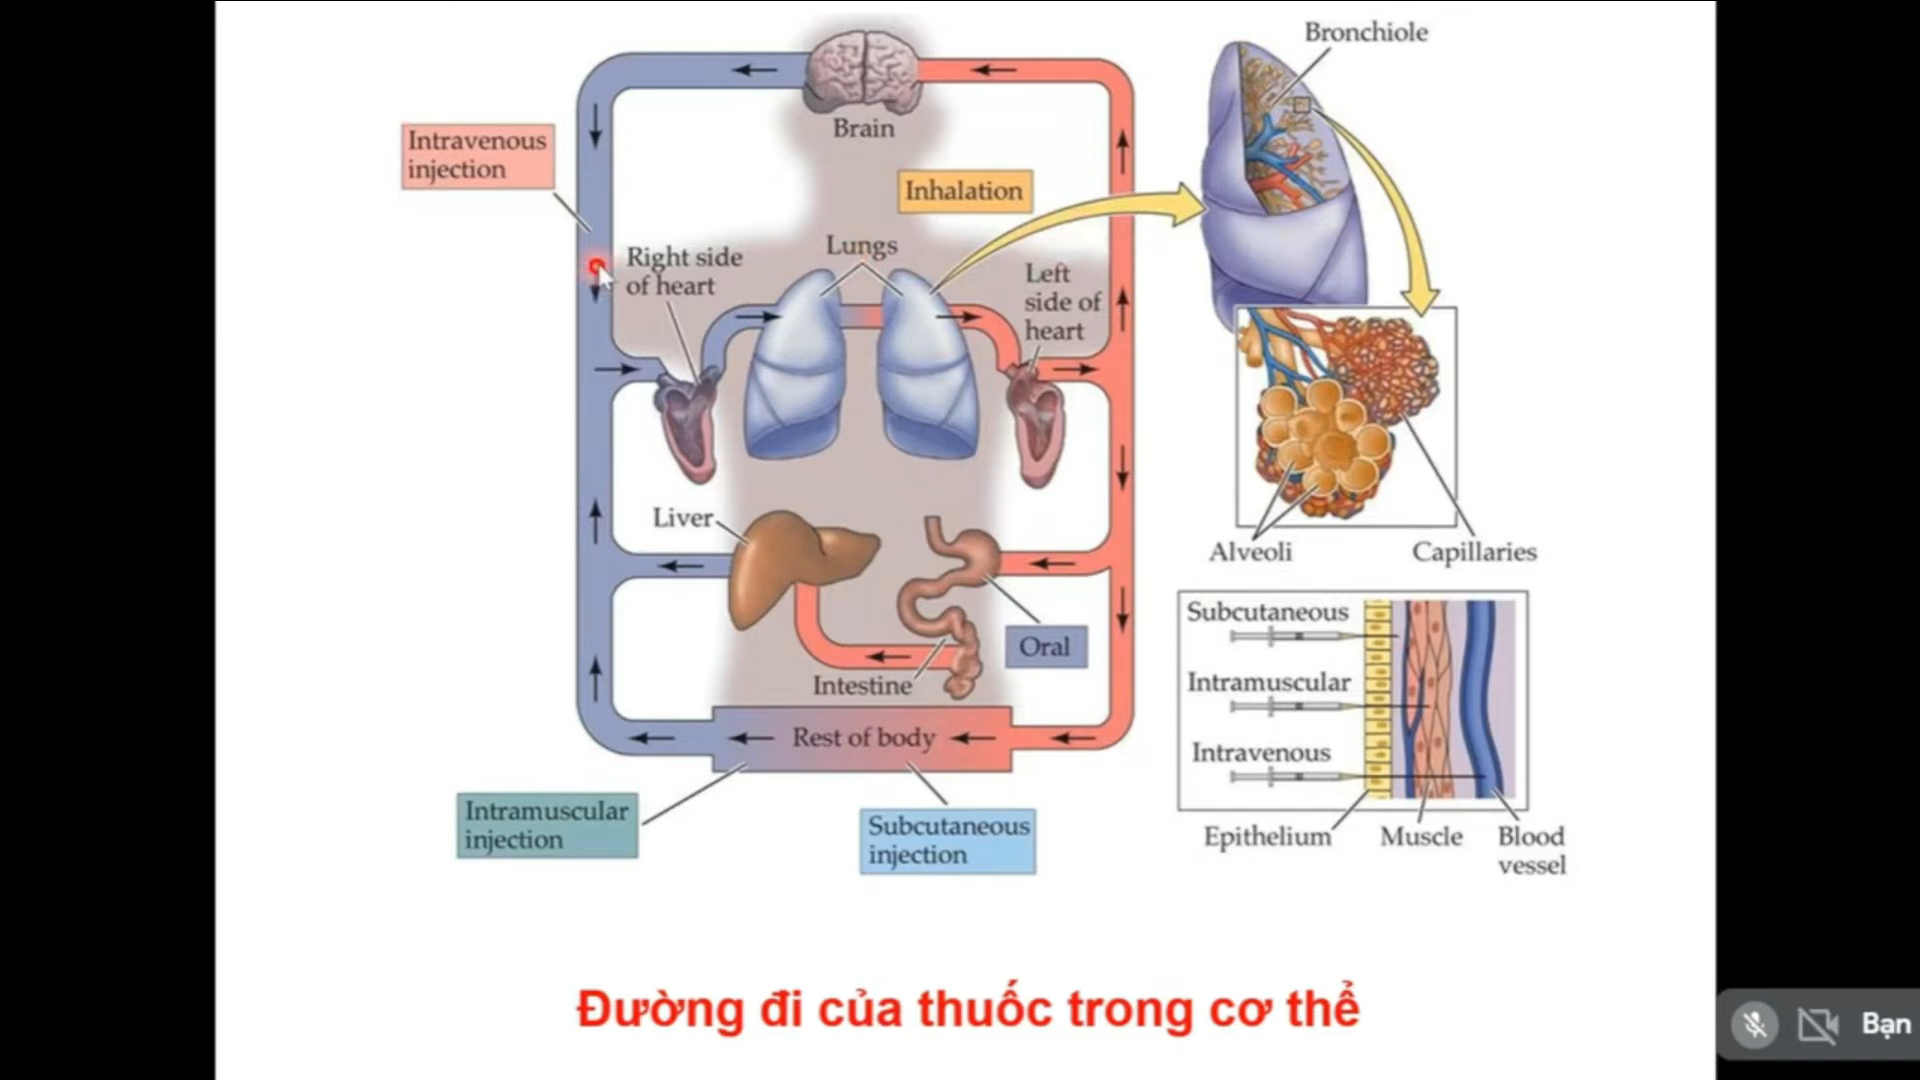 Bronchiole
Brain
Intravenous
injection
Inhalation
Lungs
Right side
of heart
Left
side of
heart
Liver
Alveoli
Capillaries
Oral
Intestine
Subcutaneous
Intramuscular
Intravenous
Rest of body
Epithelium
Muscle
Blood
vessel
Intramuscular
injection
Subcutaneous
injection
Đường đi của thuốc trong cơ thể
Bạn